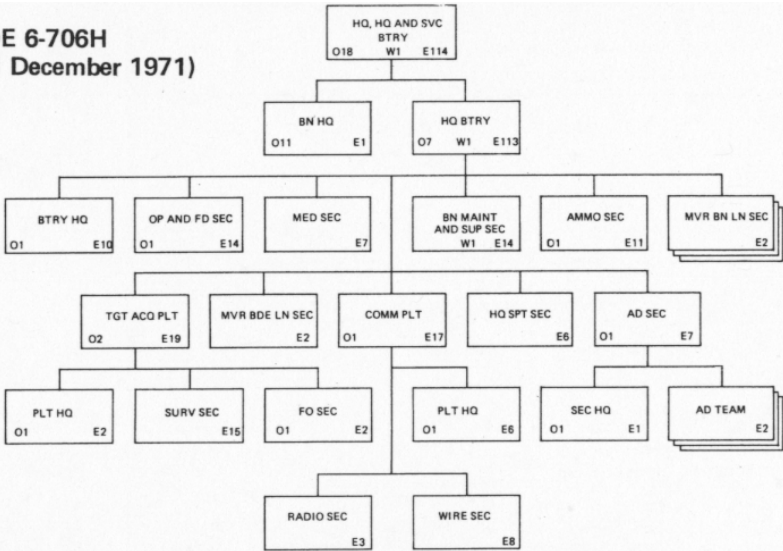 E 6-706H
December 1971)
HQ, HQ AND SVC
BTRY
O18 W1 E114
BN HQ
O11 E1
HQ BTRY
O7 W1 E113
BTRY HQ
O1 E10
OP AND FD SEC
O1 E14
MED SEC
E7
BN MAINT
AND SUP SEC
W1 E14
AMMO SEC
O1 E11
MVR BN LN SEC
E2
TGT ACQ PLT
O2 E19
MVR BDE LN SEC
E2
COMM PLT
O1 E17
HQ SPT SEC
E6
AD SEC
O1 E7
PLT HQ
O1 E2
SURV SEC
E15
FO SEC
O1 E2
PLT HQ
O1 E6
SEC HQ
O1 E1
AD TEAM
E2
RADIO SEC
E3
WIRE SEC
E8